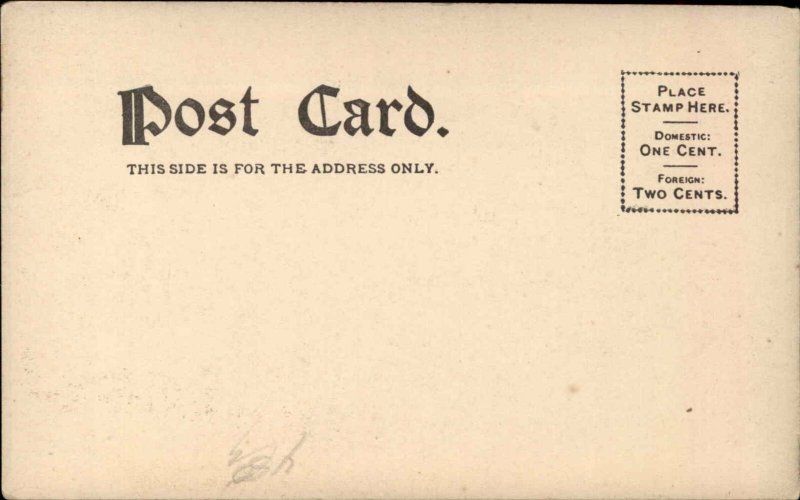 Post Card.
THIS SIDE IS FOR THE ADDRESS ONLY.
PLACE
STAMP HERE.
DOMESTIC:
ONE CENT.
FOREIGN:
TWO CENTS.